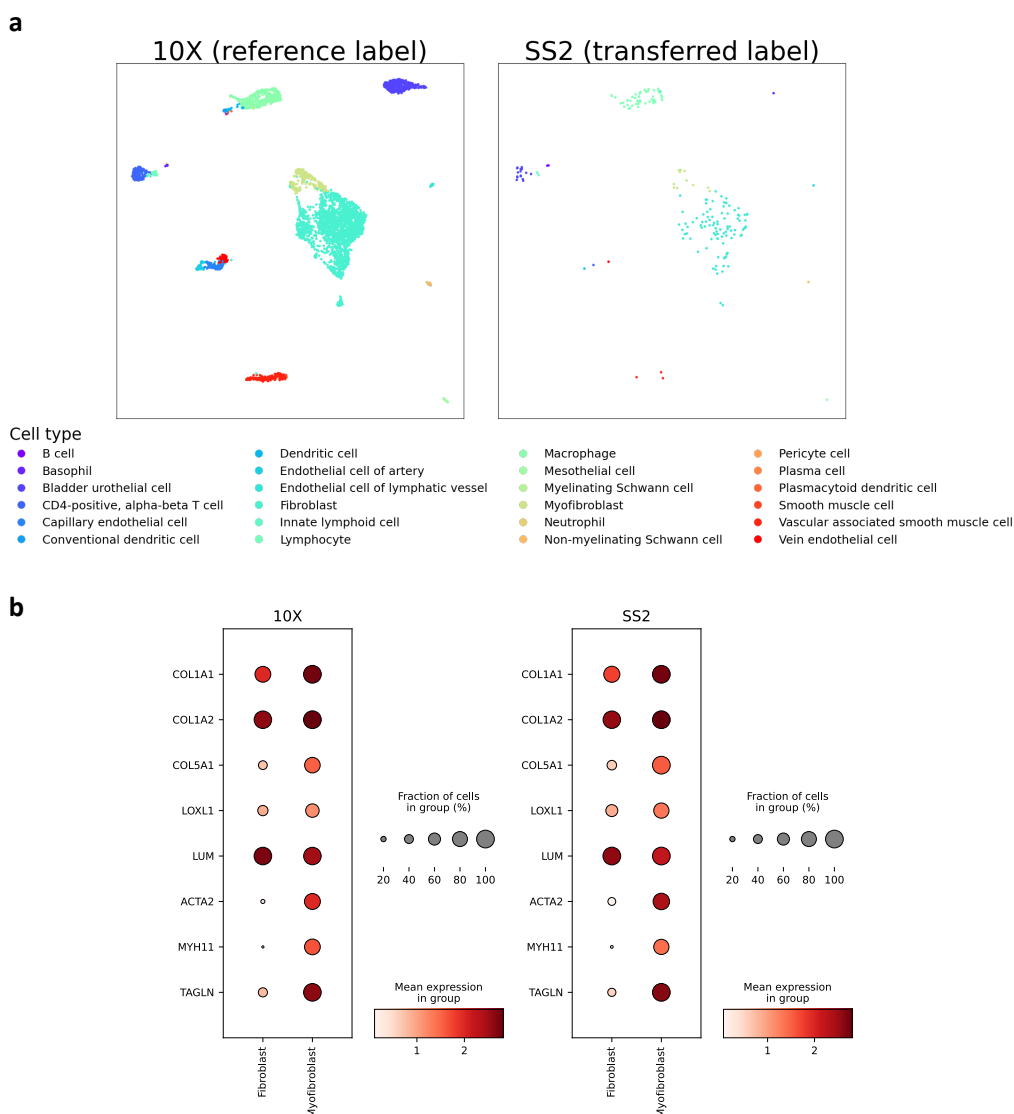 a
10X (reference label)
SS2 (transferred label)
Cell type
B cell
Basophil
Bladder urothelial cell
CD4-positive, alpha-beta T cell
Capillary endothelial cell
Conventional dendritic cell
Dendritic cell
Endothelial cell of artery
Endothelial cell of lymphatic vessel
Fibroblast
Innate lymphoid cell
Lymphocyte
Macrophage
Mesothelial cell
Myelinating Schwann cell
Myofibroblast
Neutrophil
Non-myelinating Schwann cell
Pericyte cell
Plasma cell
Plasmacytoid dendritic cell
Smooth muscle cell
Vascular associated smooth muscle cell
Vein endothelial cell
b
10X
COL1A1
COL1A2
COL5A1
LOXL1
LUM
ACTA2
MYH11
TAGLN
Fibroblast
Myofibroblast
Fraction of cells
in group (%)
20 40 60 80 100
Mean expression
in group
1 2
SS2
COL1A1
COL1A2
COL5A1
LOXL1
LUM
ACTA2
MYH11
TAGLN
Fibroblast
Myofibroblast
Fraction of cells
in group (%)
20 40 60 80 100
Mean expression
in group
1 2